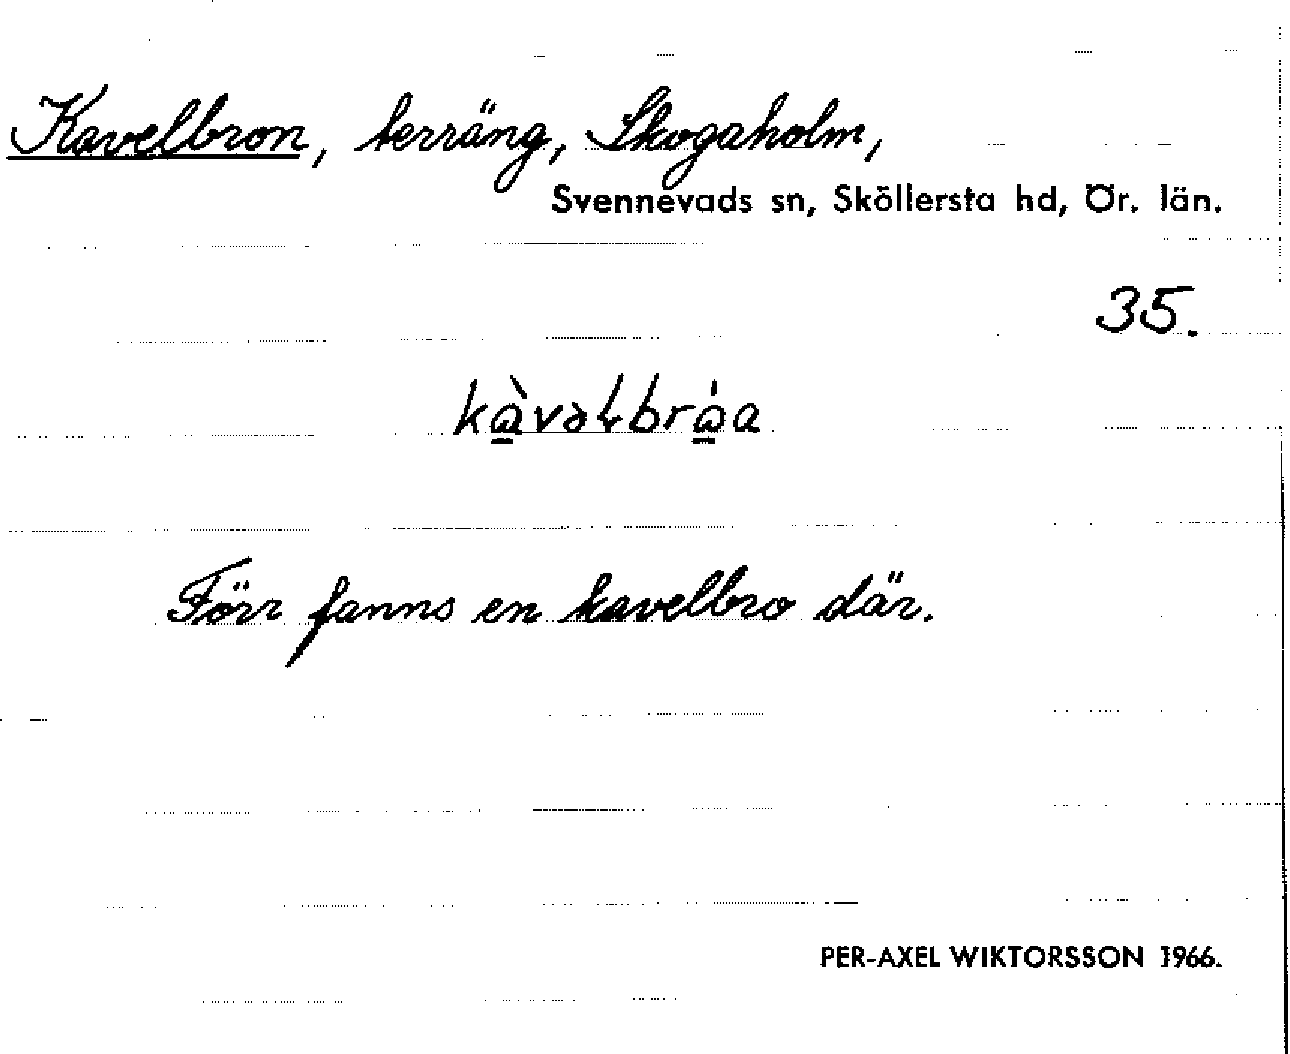 Kavelbron, terräng, Skogaholm,
Svennevads sn, Sköllersta hd, Ör. län.
35.
Förr fanns en kavelbro där.
PER-AXEL WIKTORSSON 1966.